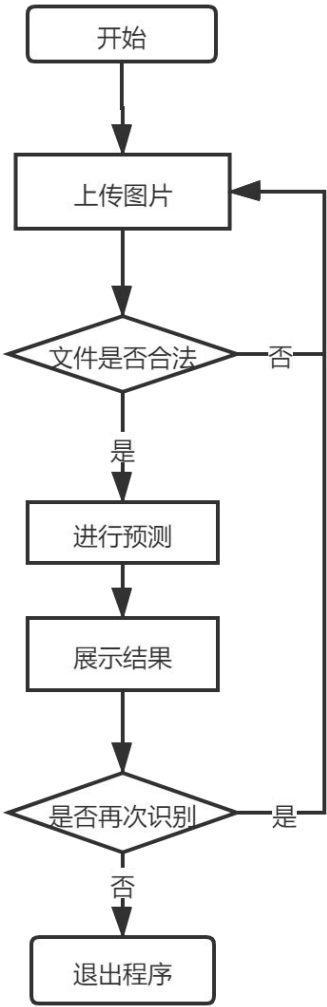 开始
上传图片
文件是否合法
否
是
进行预测
展示结果
是否再次识别
是
否
退出程序